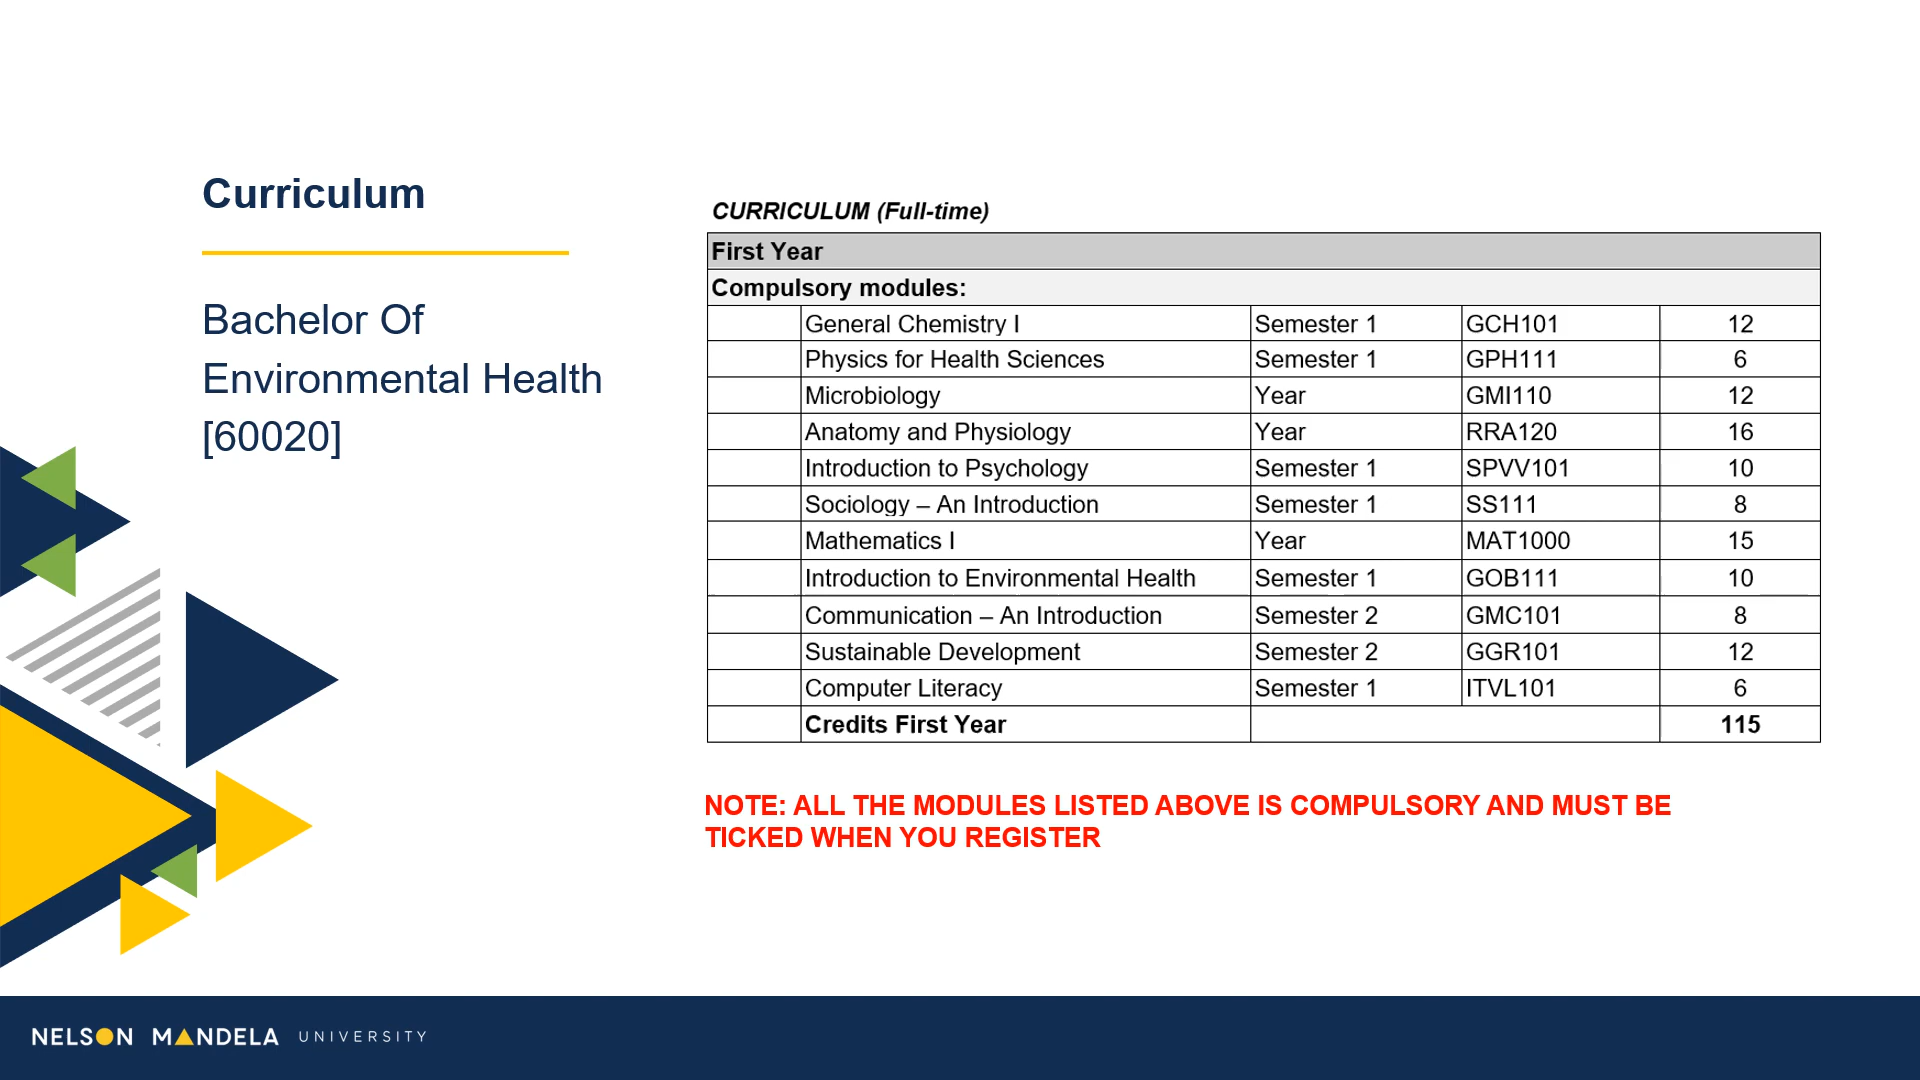 Curriculum
Bachelor Of
Environmental Health
[60020]
CURRICULUM (Full-time)
First Year
Compulsory modules:
General Chemistry I Semester 1 GCH101 12
Physics for Health Sciences Semester 1 GPH111 6
Microbiology Year GMI110 12
Anatomy and Physiology Year RRA120 16
Introduction to Psychology Semester 1 SPVV101 10
Sociology – An Introduction Semester 1 SS111 8
Mathematics I Year MAT1000 15
Introduction to Environmental Health Semester 1 GOB111 10
Communication – An Introduction Semester 2 GMC101 8
Sustainable Development Semester 2 GGR101 12
Computer Literacy Semester 1 ITVL101 6
Credits First Year 115
NOTE: ALL THE MODULES LISTED ABOVE IS COMPULSORY AND MUST BE
TICKED WHEN YOU REGISTER
NELSON MANDELA UNIVERSITY